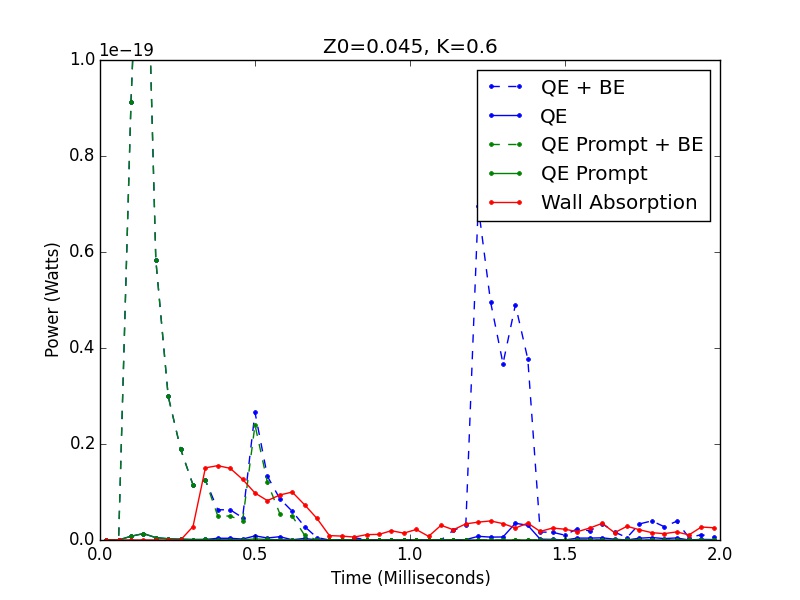 Z0=0.045, K=0.6
1e−19
1.0
0.8
0.6
0.4
0.2
0.0
Power (Watts)
QE + BE
QE
QE Prompt + BE
QE Prompt
Wall Absorption
0.0 0.5 1.0 1.5 2.0
Time (Milliseconds)